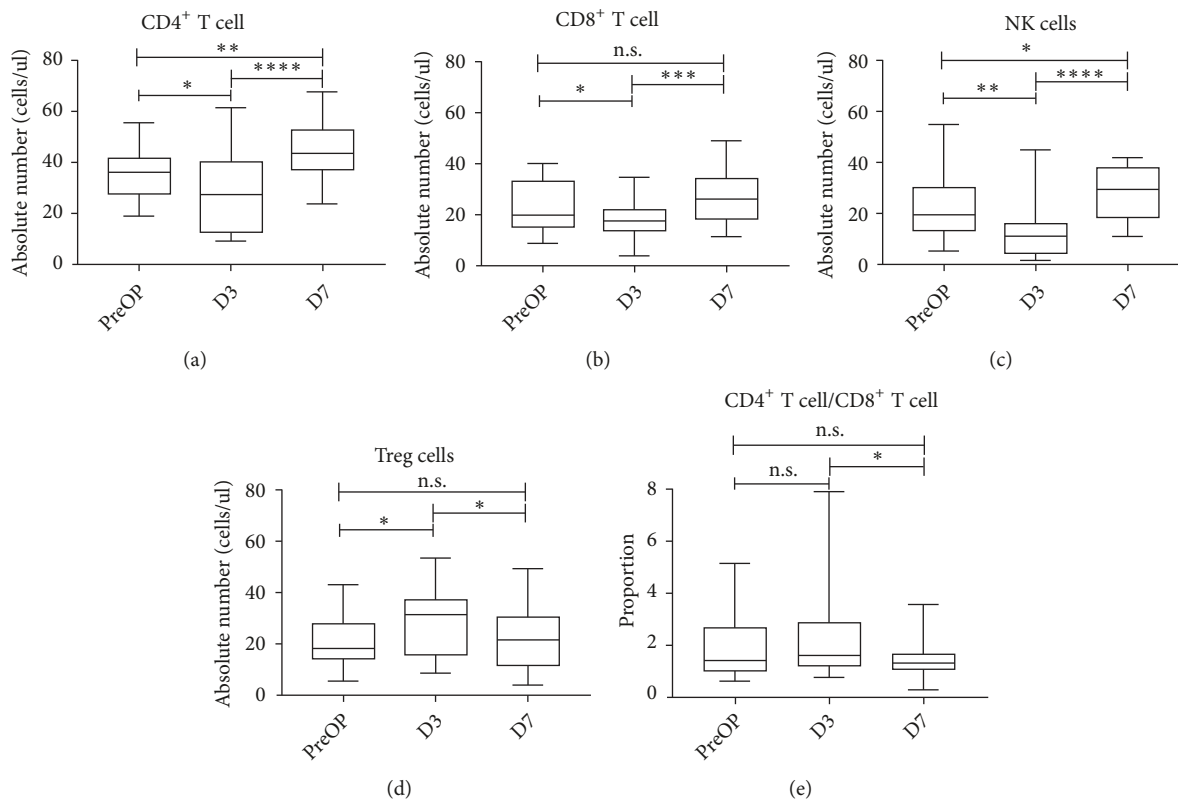 CD4+ T cell
**
*
****
Absolute number (cells/ul)
80
60
40
20
0
PreOP
D3
D7
(a)
CD8+ T cell
n.s.
*
***
Absolute number (cells/ul)
80
60
40
20
0
PreOP
D3
D7
(b)
NK cells
*
**
****
Absolute number (cells/ul)
80
60
40
20
0
PreOP
D3
D7
(c)
Treg cells
n.s.
*
*
Absolute number (cells/ul)
80
60
40
20
0
PreOP
D3
D7
(d)
CD4+ T cell/CD8+ T cell
n.s.
n.s.
*
Proportion
8
6
4
2
0
PreOP
D3
D7
(e)